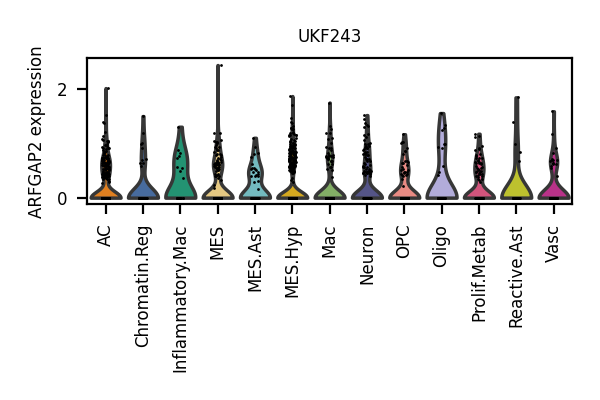 UKF243
ARFGAP2 expression
2
0
AC
Chromatin.Reg
Inflammatory.Mac
MES
MES.Ast
MES.Hyp
Mac
Neuron
OPC
Oligo
Prolif.Metab
Reactive.Ast
Vasc